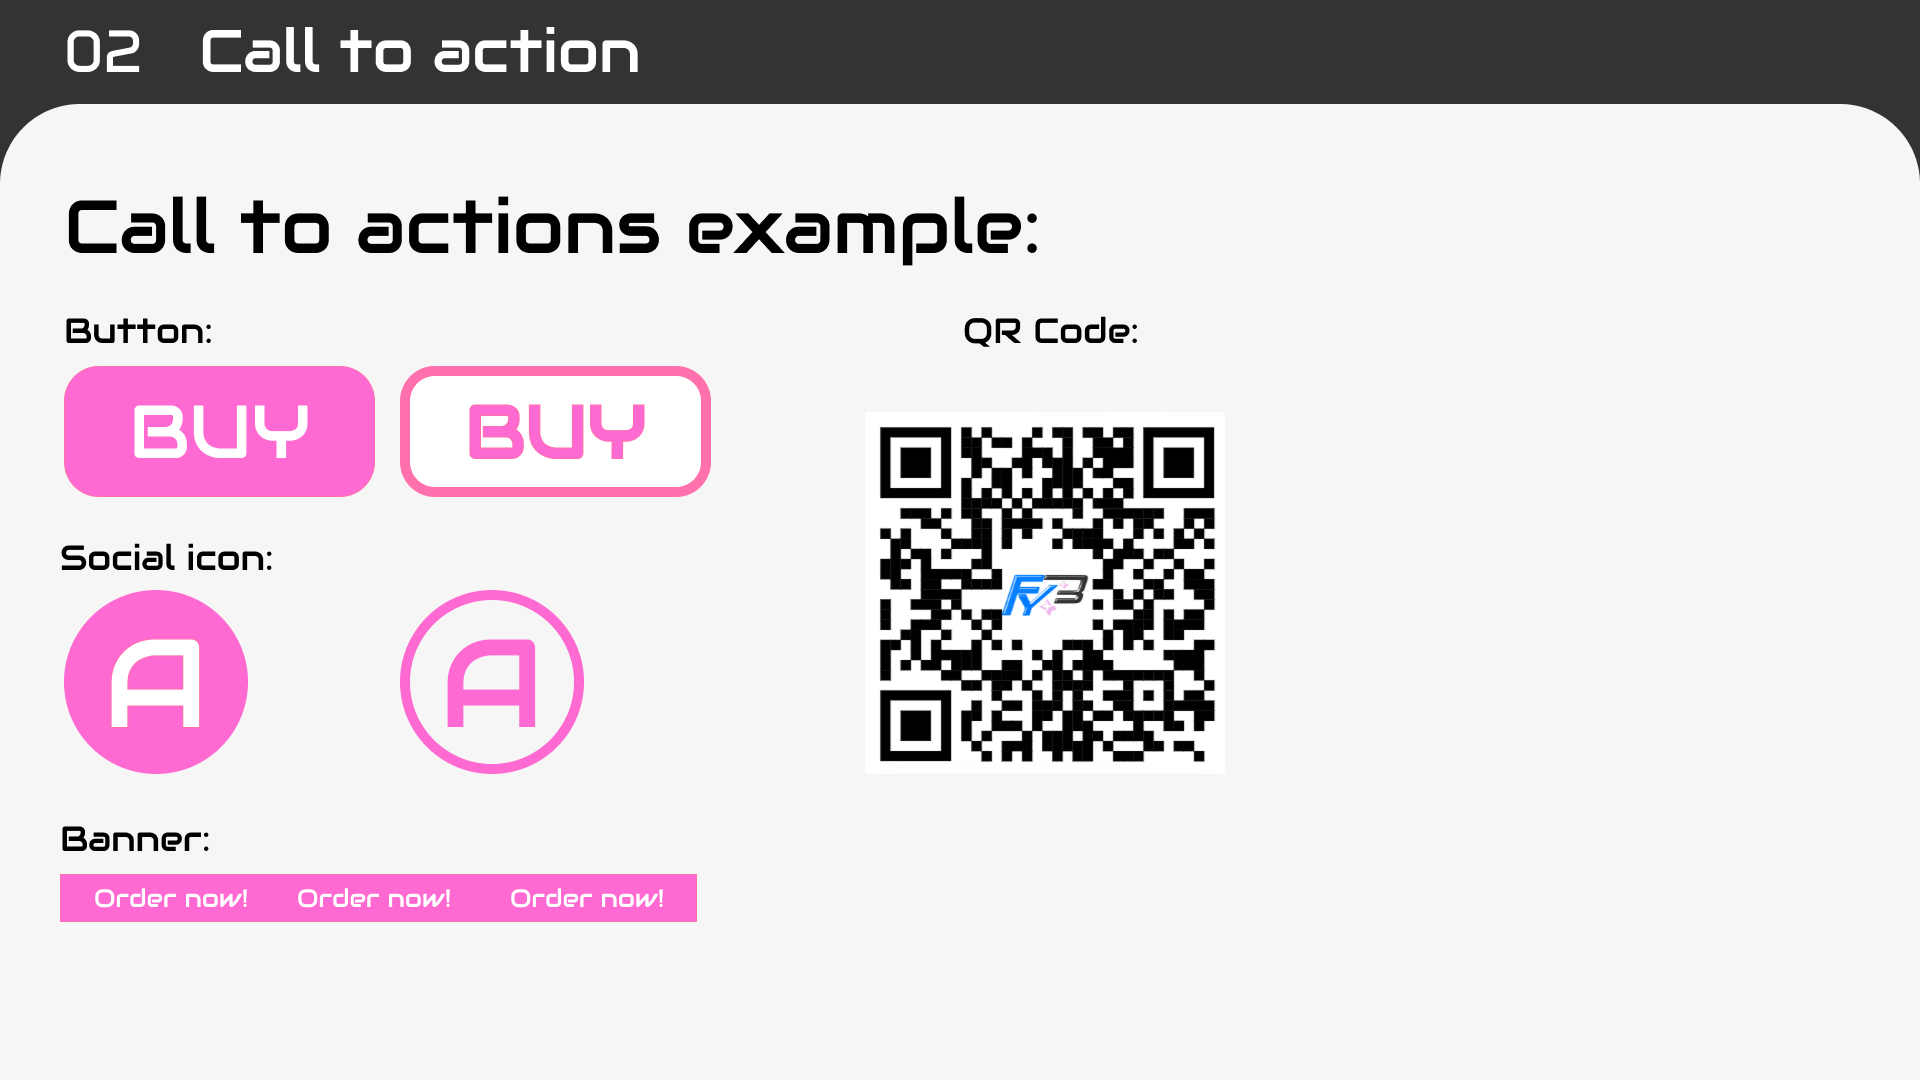 02 Call to action
Call to actions example:
Button:
BUY BUY
Social icon:
A A
Banner:
Order now! Order now! Order now!
QR Code:
FYB